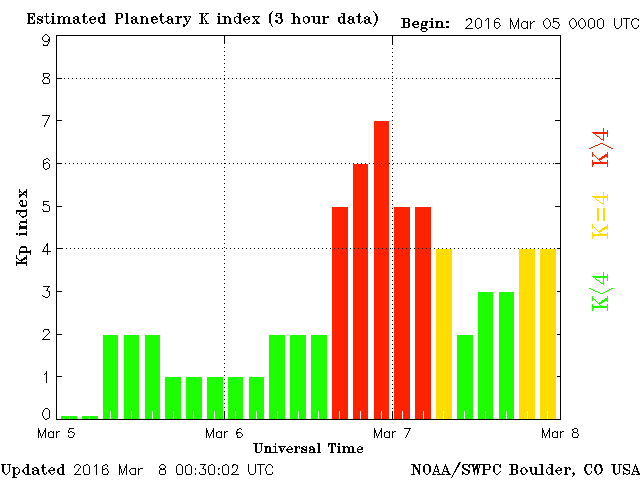 Estimated Planetary K index (3 hour data) Begin: 2016 Mar 05 0000 UTC
9
8
7
6
5
4
3
2
1
0
Kp index
K>4
K=4
K<4
Mar 5 Mar 6 Mar 7 Mar 8
Universal Time
Updated 2016 Mar 8 00:30:02 UTC NOAA/SWPC Boulder, CO USA